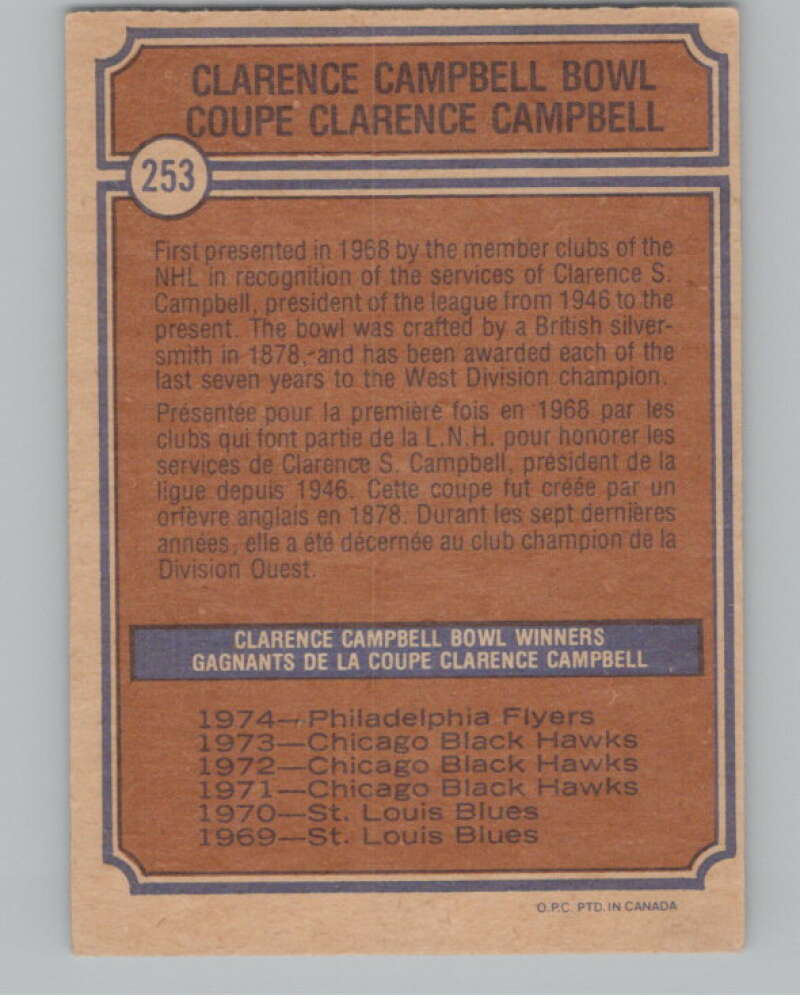 CLARENCE CAMPBELL BOWL
COUPE CLARENCE CAMPBELL
253
First presented in 1968 by the member clubs of the
NHL in recognition of the services of Clarence S.
Campbell, president of the league from 1946 to the
present. The bowl was crafted by a British silver-
smith in 1878, and has been awarded each of the
last seven years to the West Division champion.
Présentée pour la première fois en 1968 par les
clubs qui font partie de la L.N.H. pour honorer les
services de Clarence S. Campbell, président de la
ligue depuis 1946. Cette coupe fut créée par un
orfèvre anglais en 1878. Durant les sept dernières
années, elle a été décernée au club champion de la
Division Ouest.
CLARENCE CAMPBELL BOWL WINNERS
GAGNANTS DE LA COUPE CLARENCE CAMPBELL
1974—Philadelphia Flyers
1973—Chicago Black Hawks
1972—Chicago Black Hawks
1971—Chicago Black Hawks
1970—St. Louis Blues
1969—St. Louis Blues
O.P.C. PTD. IN CANADA